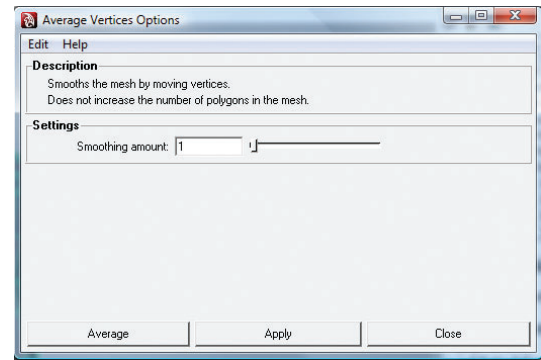 Average Vertices Options
Edit Help
Description
Smooths the mesh by moving vertices.
Does not increase the number of polygons in the mesh.
Settings
Smoothing amount: 1
Average Apply Close